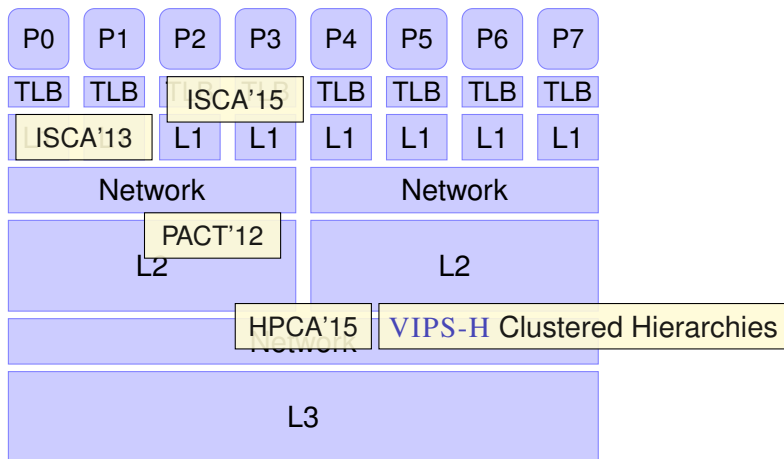 P0 P1 P2 P3 P4 P5 P6 P7
TLB TLB TLB TLB TLB TLB
ISCA'15
ISCA'13 L1 L1 L1 L1 L1 L1
Network Network
PACT'12
L2 L2
HPCA'15 VIPS-H Clustered Hierarchies
Network
L3